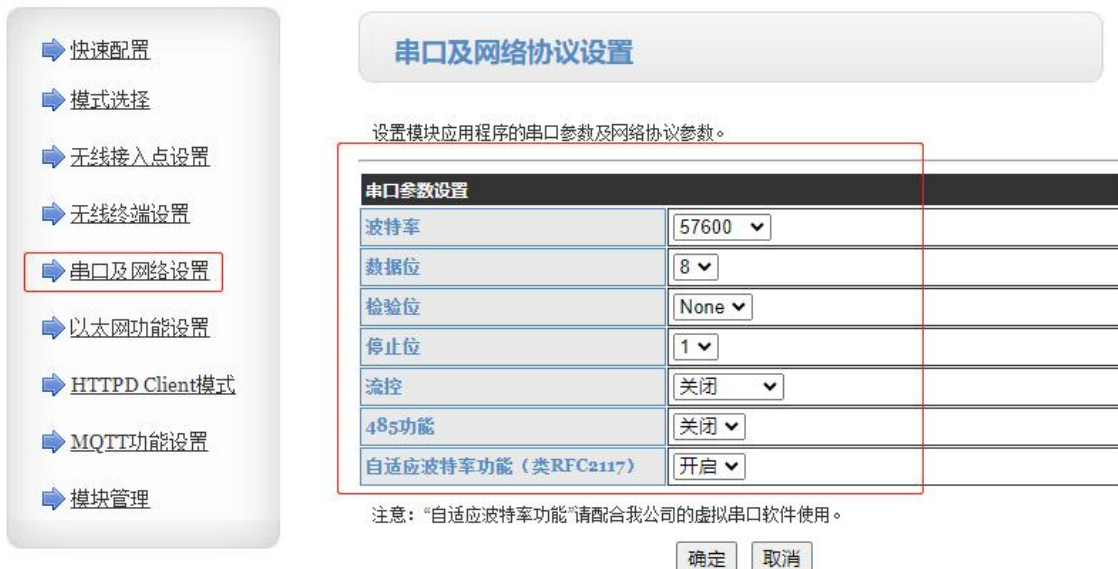 快速配置
模式选择
无线接入点设置
无线终端设置
串口及网络设置
以太网功能设置
HTTPD Client模式
MQTT功能设置
模块管理
串口及网络协议设置
设置模块应用程序的串口参数及网络协议参数。
串口参数设置
波特率 57600
数据位 8
检验位 None
停止位 1
流控 关闭
485功能 关闭
自适应波特率功能（类RFC2117） 开启
注意：“自适应波特率功能”请配合我公司的虚拟串口软件使用。
确定 取消